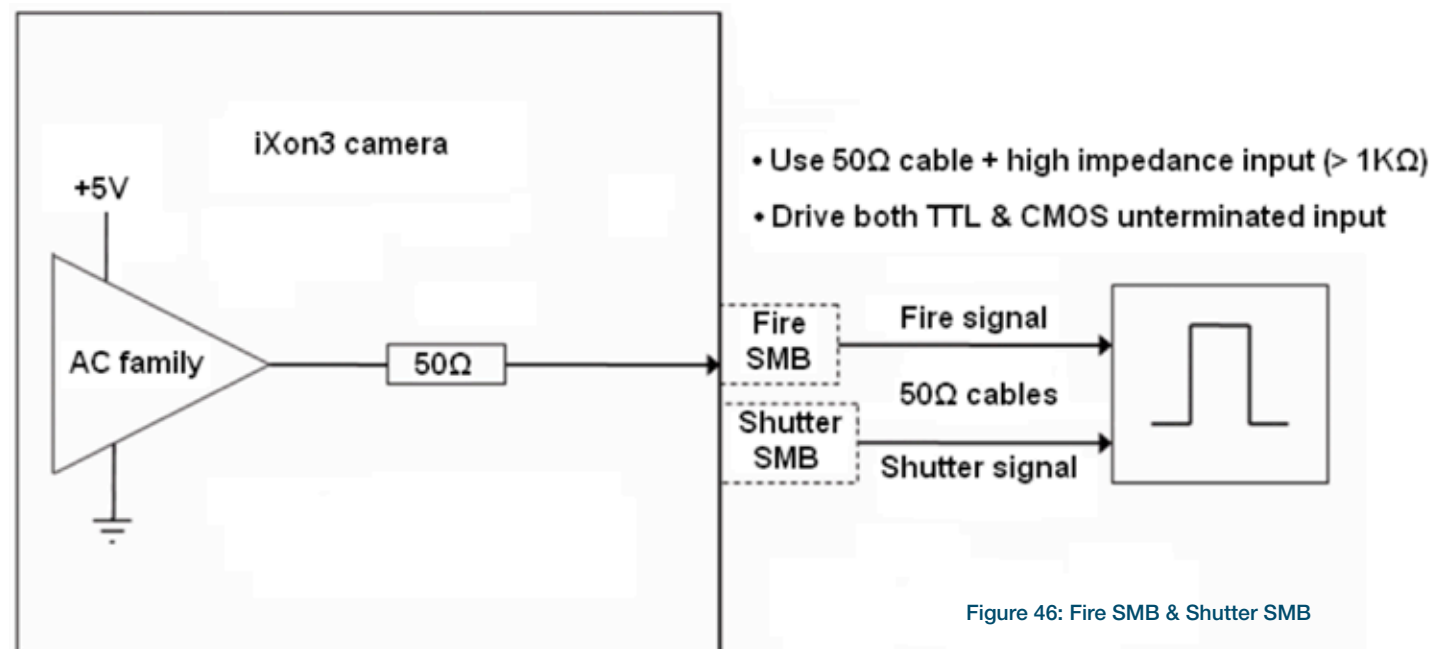 iXon3 camera
+5V
AC family
50Ω
• Use 50Ω cable + high impedance input (> 1KΩ)
• Drive both TTL & CMOS unterminated input
Fire
SMB
Fire signal
50Ω cables
Shutter
SMB
Shutter signal
Figure 46: Fire SMB & Shutter SMB